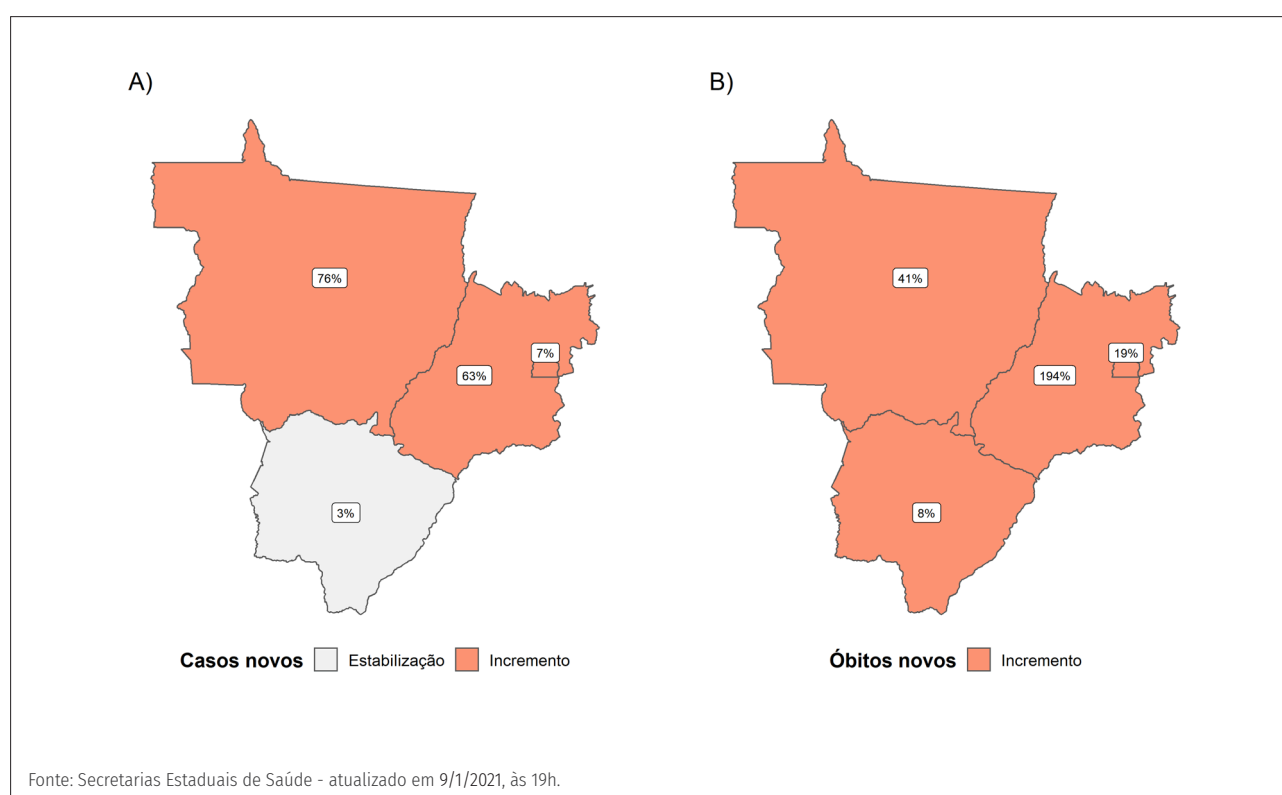 A)
76%
7%
63%
3%
Casos novos Estabilização Incremento
B)
41%
19%
194%
8%
Óbitos novos Incremento
Fonte: Secretarias Estaduais de Saúde - atualizado em 9/1/2021, às 19h.